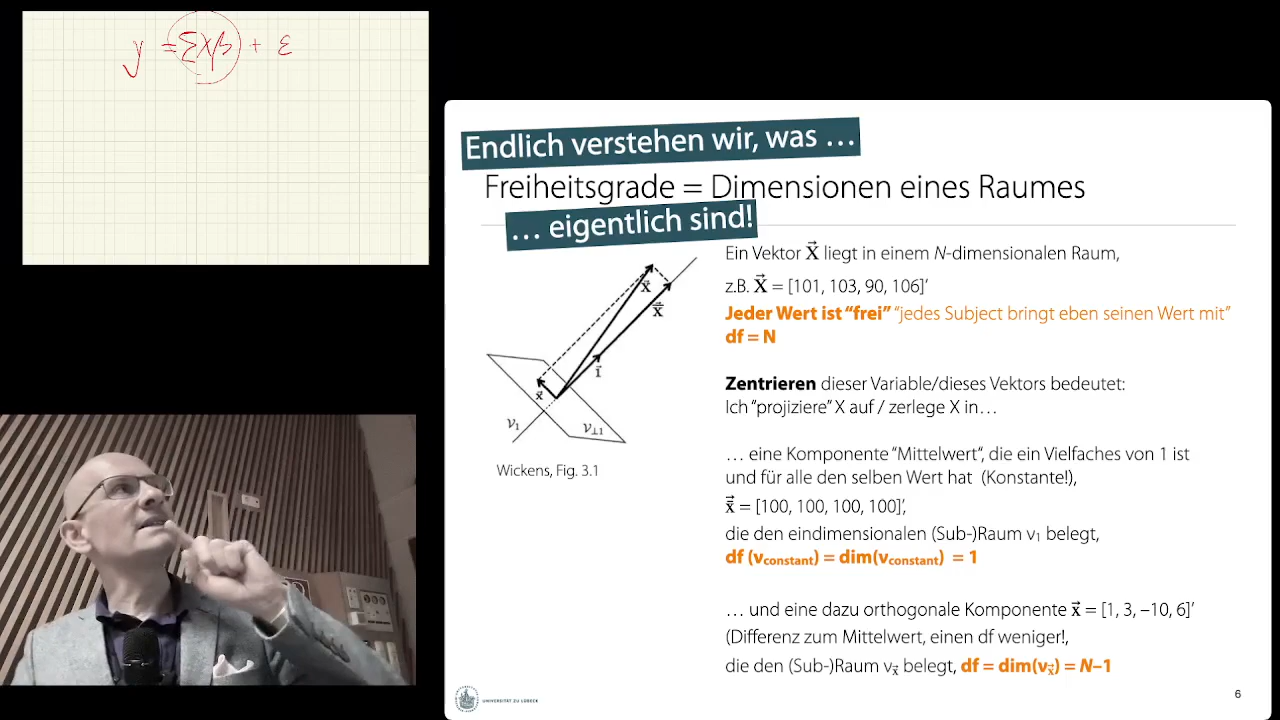 y = Σxβ + ε
Endlich verstehen wir, was …
Freiheitsgrade = Dimensionen eines Raumes
… eigentlich sind!
Ein Vektor X⃗ liegt in einem N-dimensionalen Raum,
z.B. X⃗ = [101, 103, 90, 106]′
Jeder Wert ist “frei” “jedes Subject bringt eben seinen Wert mit”
df = N
Zentrieren dieser Variable/dieses Vektors bedeutet:
Ich “projiziere” X auf / zerlege X in…
… eine Komponente “Mittelwert”, die ein Vielfaches von 1 ist
und für alle den selben Wert hat (Konstante!),
x̄⃗ = [100, 100, 100, 100]′,
die den eindimensionalen (Sub-)Raum v₁ belegt,
df (vconstant) = dim(vconstant) = 1
… und eine dazu orthogonale Komponente x⃗ = [1, 3, –10, 6]′
(Differenz zum Mittelwert, einen df weniger!,
die den (Sub-)Raum vx⃗ belegt, df = dim(vx⃗) = N–1
X⃗
X̄⃗
1⃗
x⃗
V₁
V⊥1
Wickens, Fig. 3.1
UNIVERSITÄT ZU LÜBECK
6